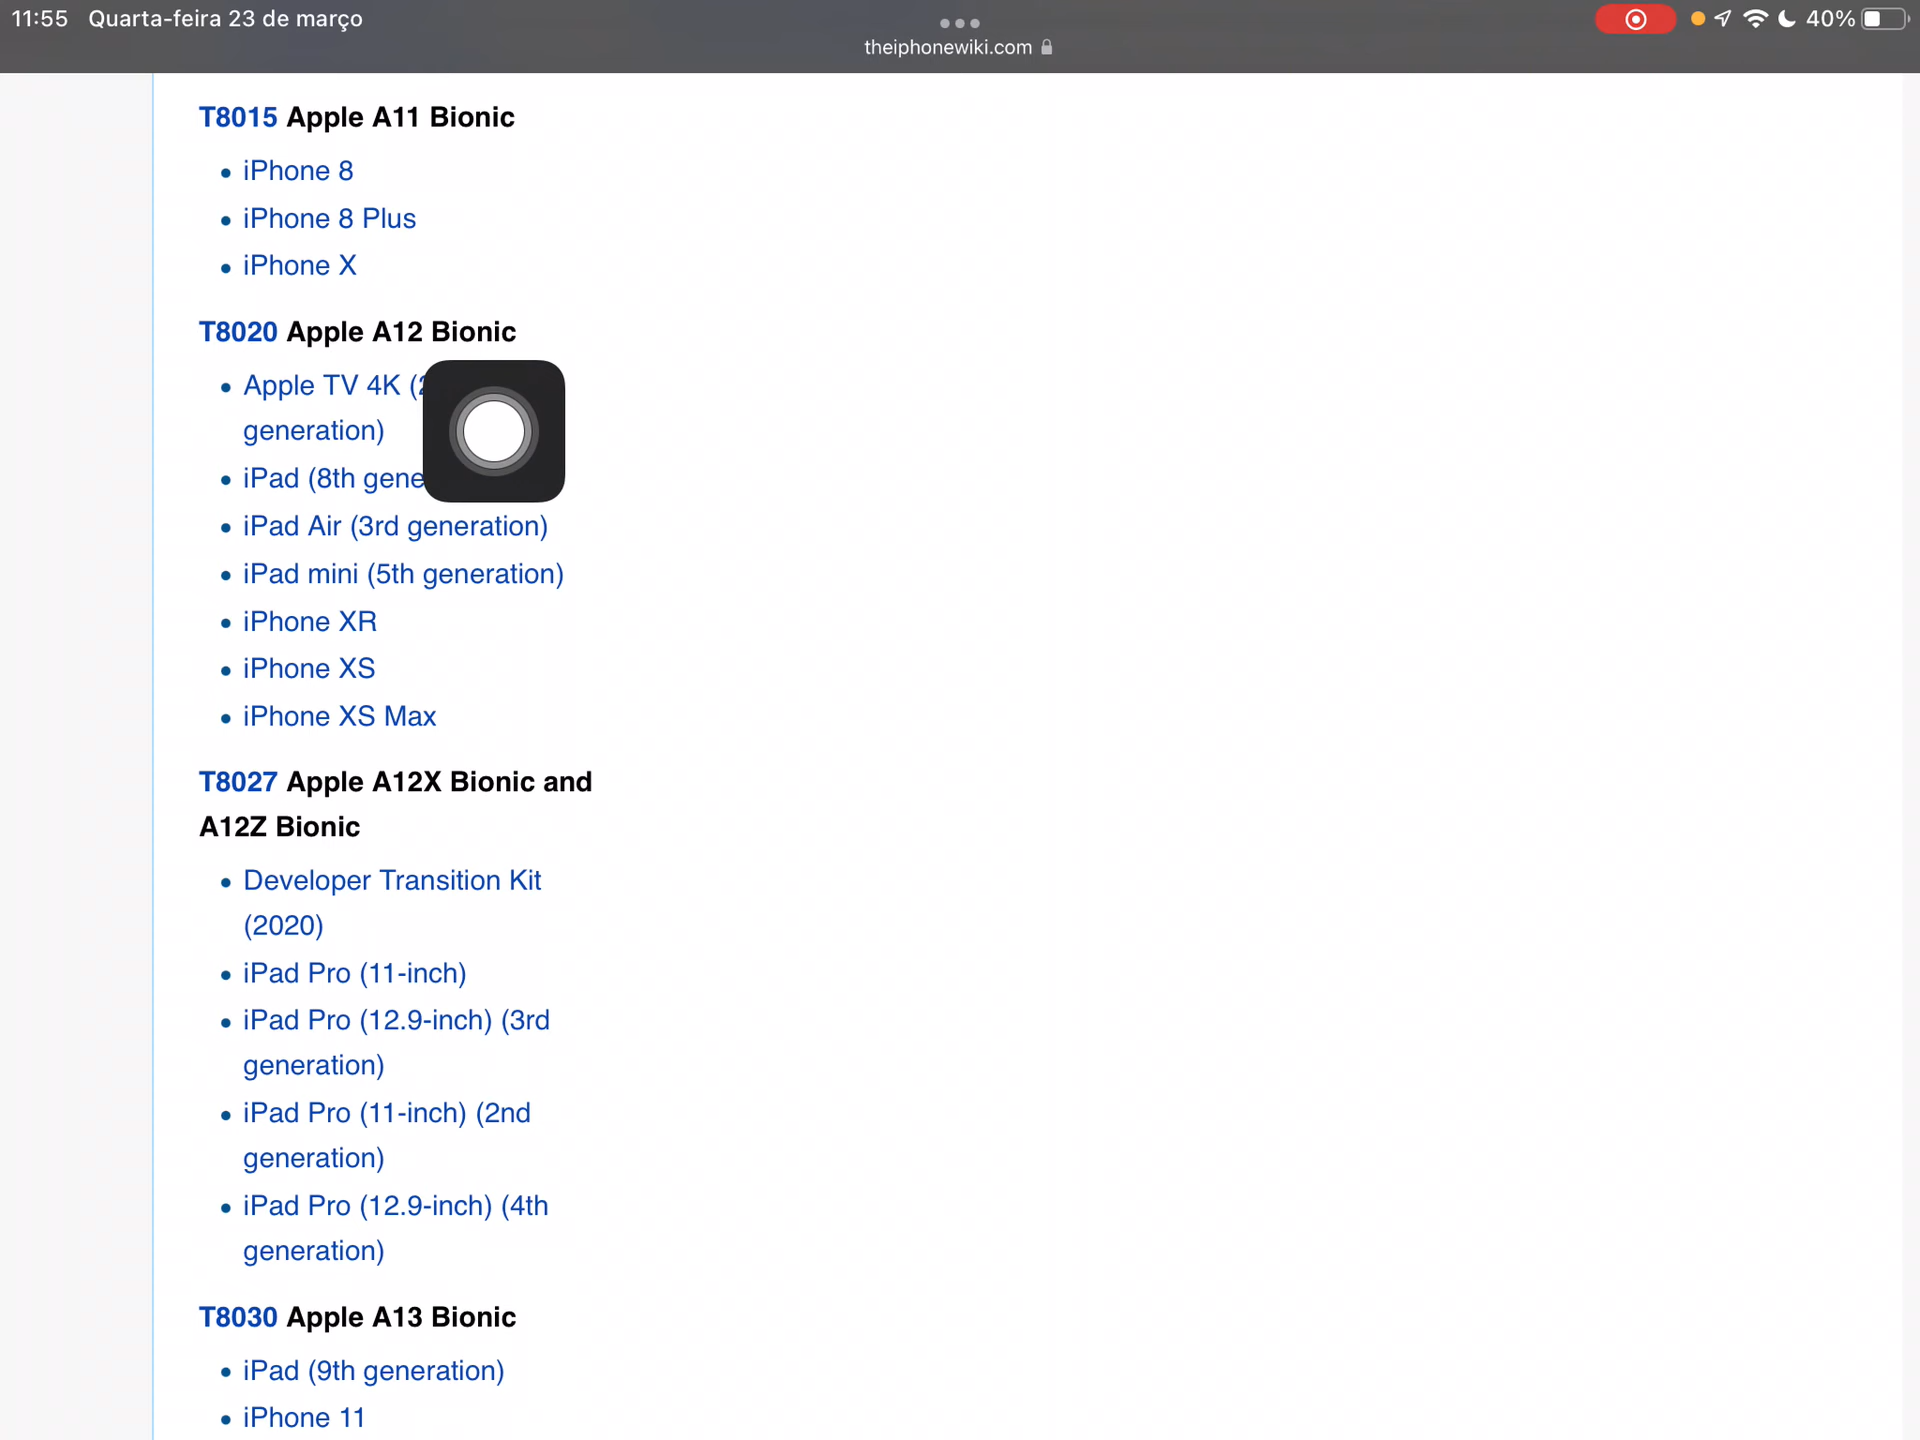 11:55 Quarta-feira 23 de março
40%
theiphonewiki.com
T8015 Apple A11 Bionic
iPhone 8
iPhone 8 Plus
iPhone X
T8020 Apple A12 Bionic
Apple TV 4K (
generation)
iPad (8th
iPad Air (3rd generation)
iPad mini (5th generation)
iPhone XR
iPhone XS
iPhone XS Max
T8027 Apple A12X Bionic and
A12Z Bionic
Developer Transition Kit
(2020)
iPad Pro (11-inch)
iPad Pro (12.9-inch) (3rd
generation)
iPad Pro (11-inch) (2nd
generation)
iPad Pro (12.9-inch) (4th
generation)
T8030 Apple A13 Bionic
iPad (9th generation)
iPhone 11